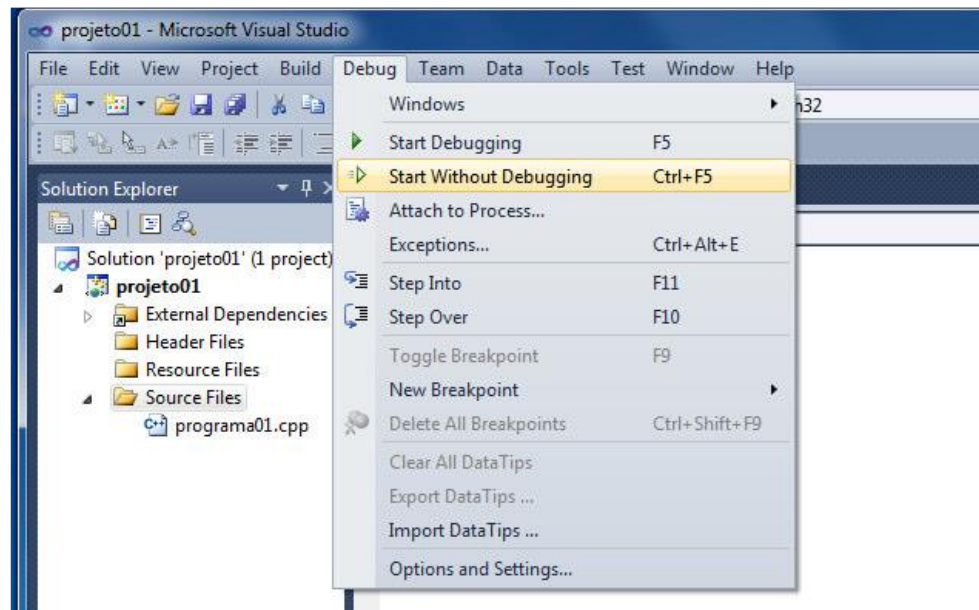 projeto01 - Microsoft Visual Studio
File Edit View Project Build Debug Team Data Tools Test Window Help
Windows
Start Debugging F5
Start Without Debugging Ctrl+F5
Attach to Process...
Exceptions... Ctrl+Alt+E
Step Into F11
Step Over F10
Toggle Breakpoint F9
New Breakpoint
Delete All Breakpoints Ctrl+Shift+F9
Clear All DataTips
Export DataTips ...
Import DataTips ...
Options and Settings...
Solution Explorer
Solution 'projeto01' (1 project)
projeto01
External Dependencies
Header Files
Resource Files
Source Files
programa01.cpp